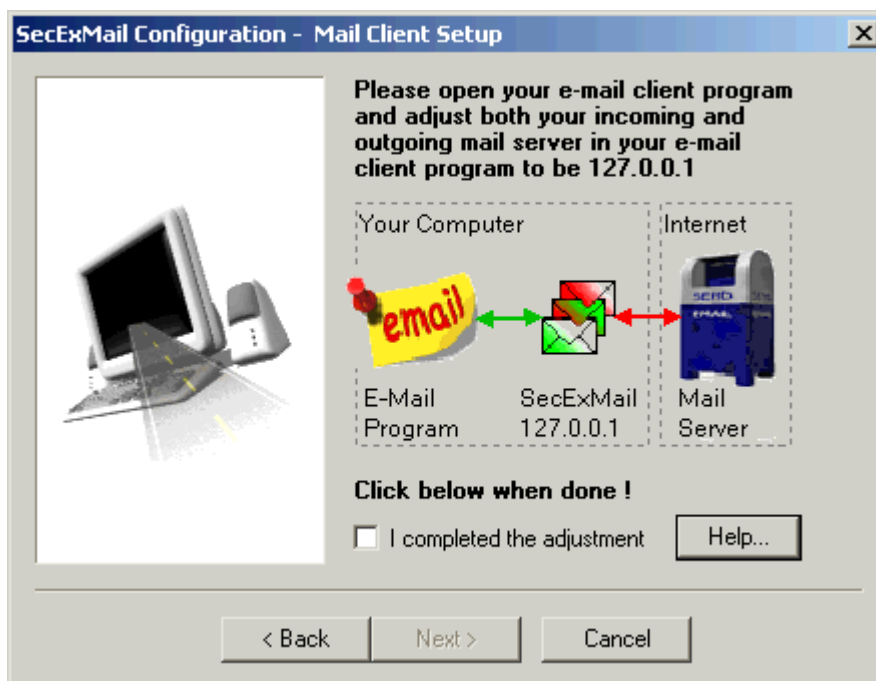 SecExMail Configuration -  Mail Client Setup
Please open your e-mail client program
and adjust both your incoming and
outgoing mail server in your e-mail
client program to be 127.0.0.1
Your Computer
Internet
email
SEND
EMAIL
E-Mail
Program
SecExMail
127.0.0.1
Mail
Server
Click below when done !
I completed the adjustment
Help...
< Back
Next >
Cancel